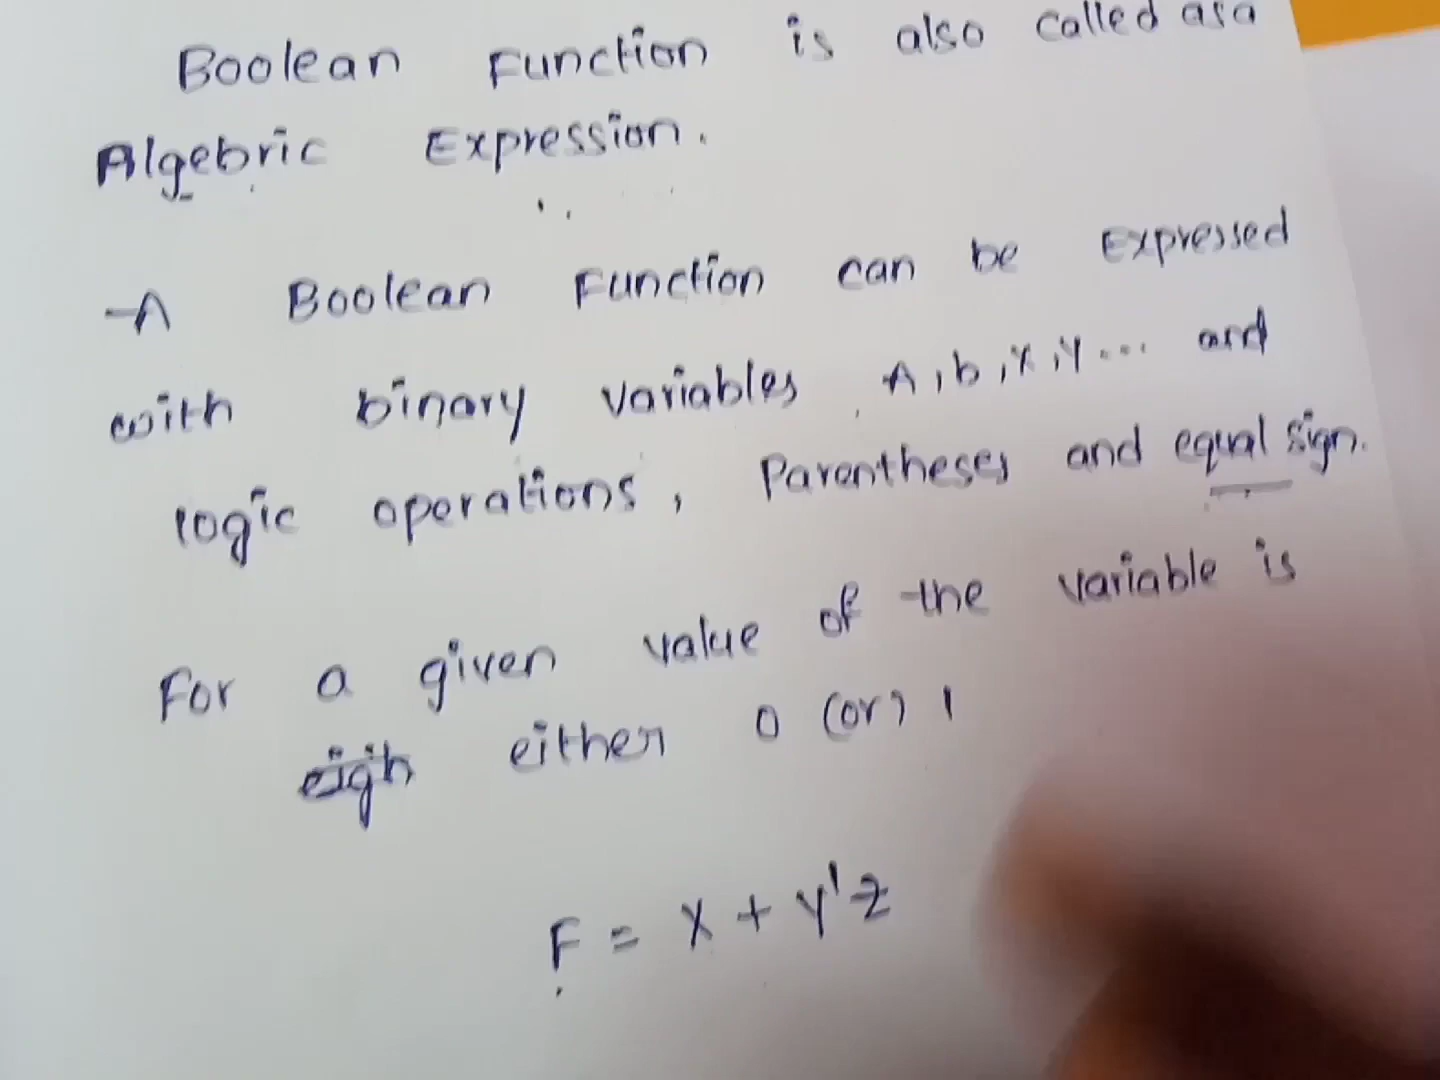 Boolean Function is also called as a
Algebric Expression.
A Boolean Function can be Expressed
with binary variables A, b, x, y ... and
logic operations, Parentheses and equal sign.
For a given value of the variable is
either 0 (or) 1
F = X + Y'Z